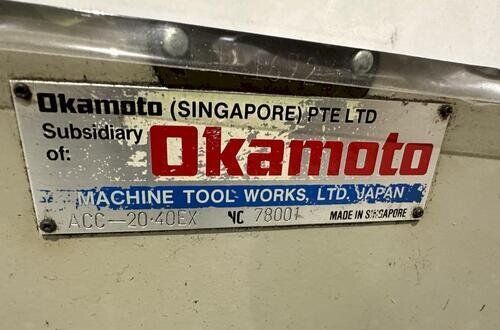 Okamoto (SINGAPORE) PTE LTD
Subsidiary of: Okamoto
MACHINE TOOL WORKS, LTD. JAPAN
ACC-20·40EX NC 78001 MADE IN SINGAPORE